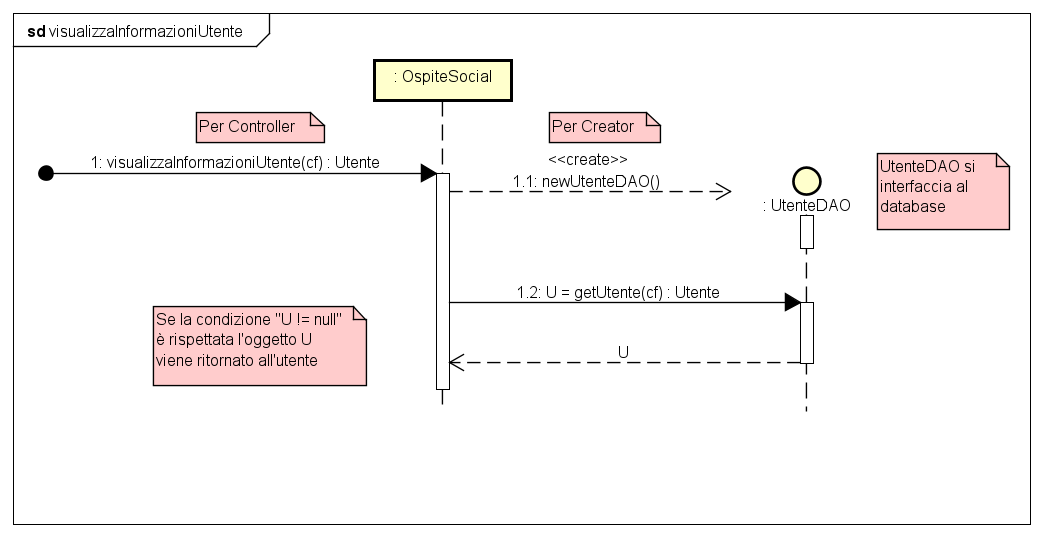 sd visualizzaInformazioniUtente
: OspiteSocial
Per Controller
Per Creator
1: visualizzaInformazioniUtente(cf) : Utente
<<create>>
1.1: newUtenteDAO()
: UtenteDAO
UtenteDAO si
interfaccia al
database
1.2: U = getUtente(cf) : Utente
Se la condizione "U != null"
è rispettata l'oggetto U
viene ritornato all'utente
U